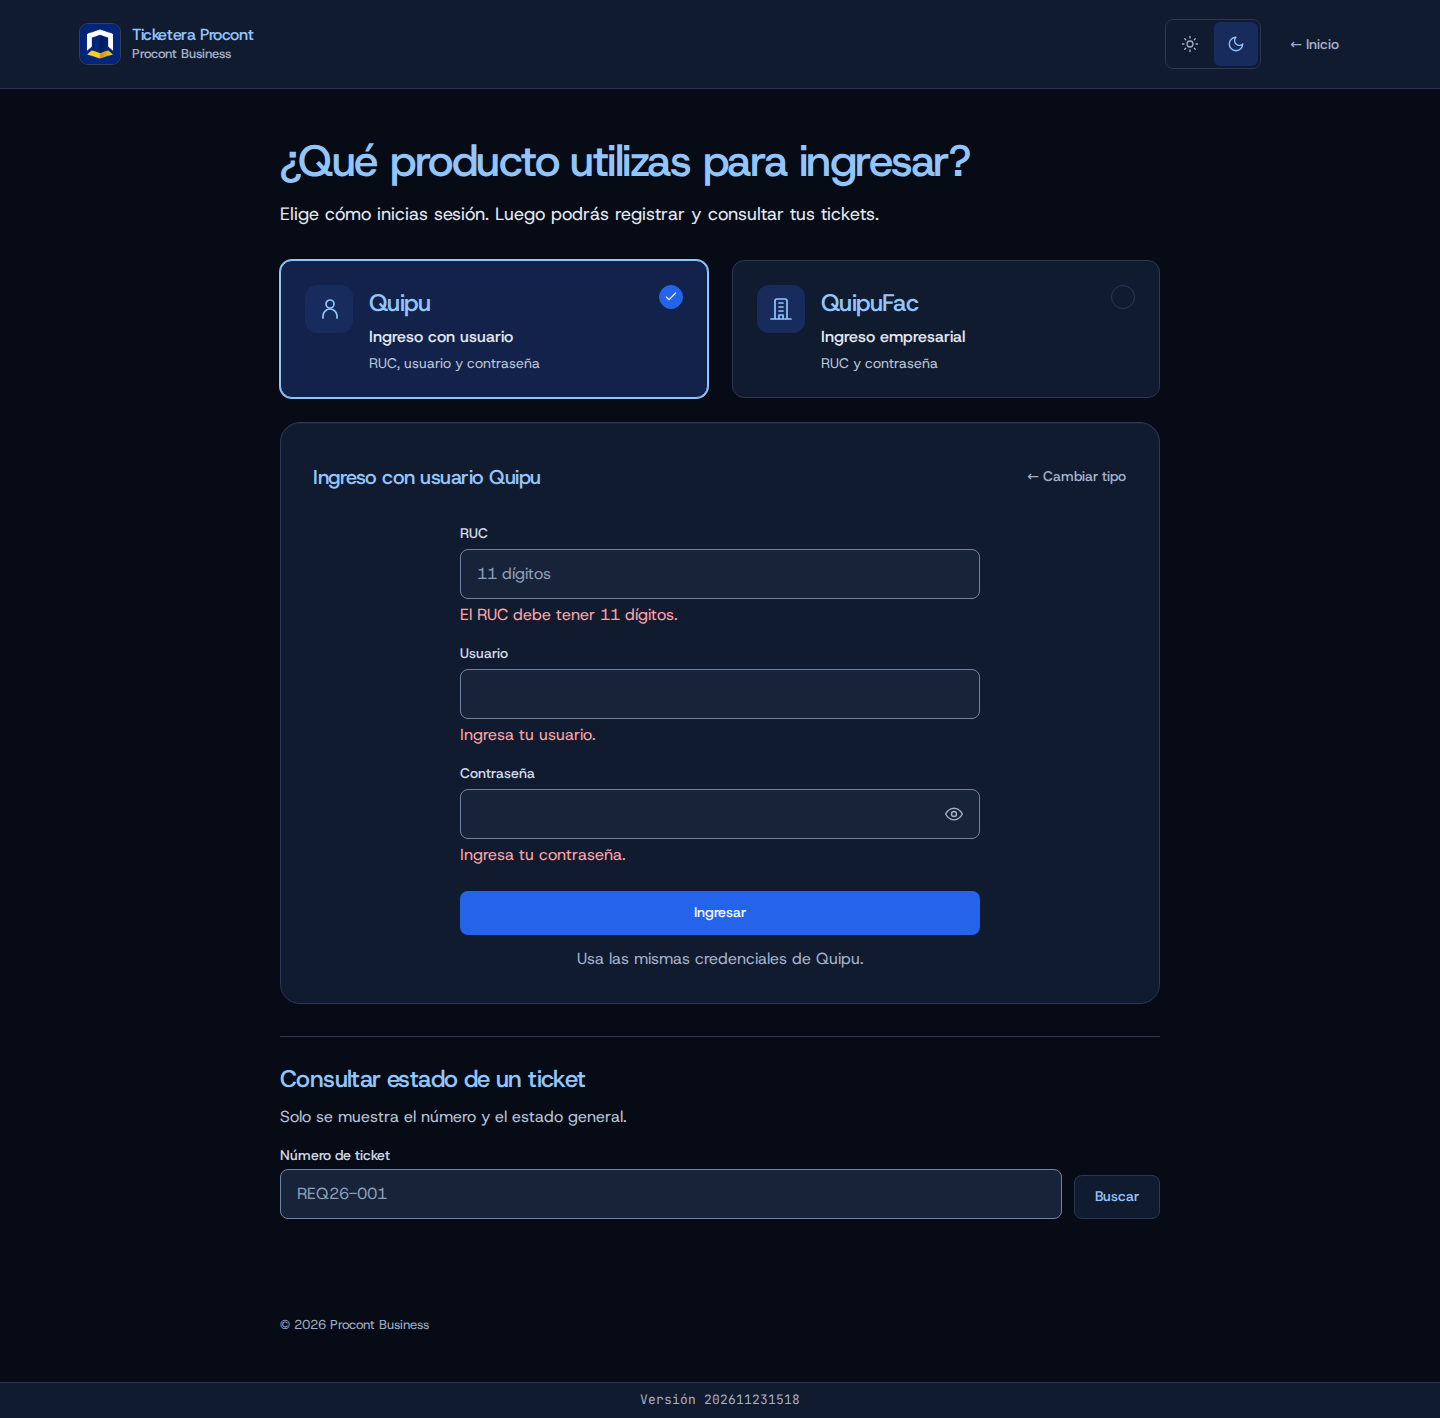 Ticketera Procont
Procont Business
← Inicio
¿Qué producto utilizas para ingresar?
Elige cómo inicias sesión. Luego podrás registrar y consultar tus tickets.
Quipu
Ingreso con usuario
RUC, usuario y contraseña
QuipuFac
Ingreso empresarial
RUC y contraseña
Ingreso con usuario Quipu
← Cambiar tipo
RUC
11 dígitos
El RUC debe tener 11 dígitos.
Usuario
Ingresa tu usuario.
Contraseña
Ingresa tu contraseña.
Ingresar
Usa las mismas credenciales de Quipu.
Consultar estado de un ticket
Solo se muestra el número y el estado general.
Número de ticket
REQ26-001
Buscar
© 2026 Procont Business
Versión 202611231518